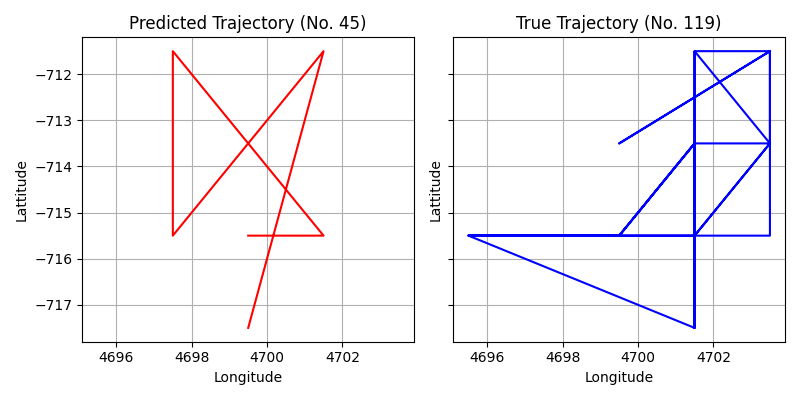 Predicted Trajectory (No. 45)
−712
−713
−714
−715
−716
−717
Lattitude
4696 4698 4700 4702
Longitude
True Trajectory (No. 119)
Lattitude
4696 4698 4700 4702
Longitude